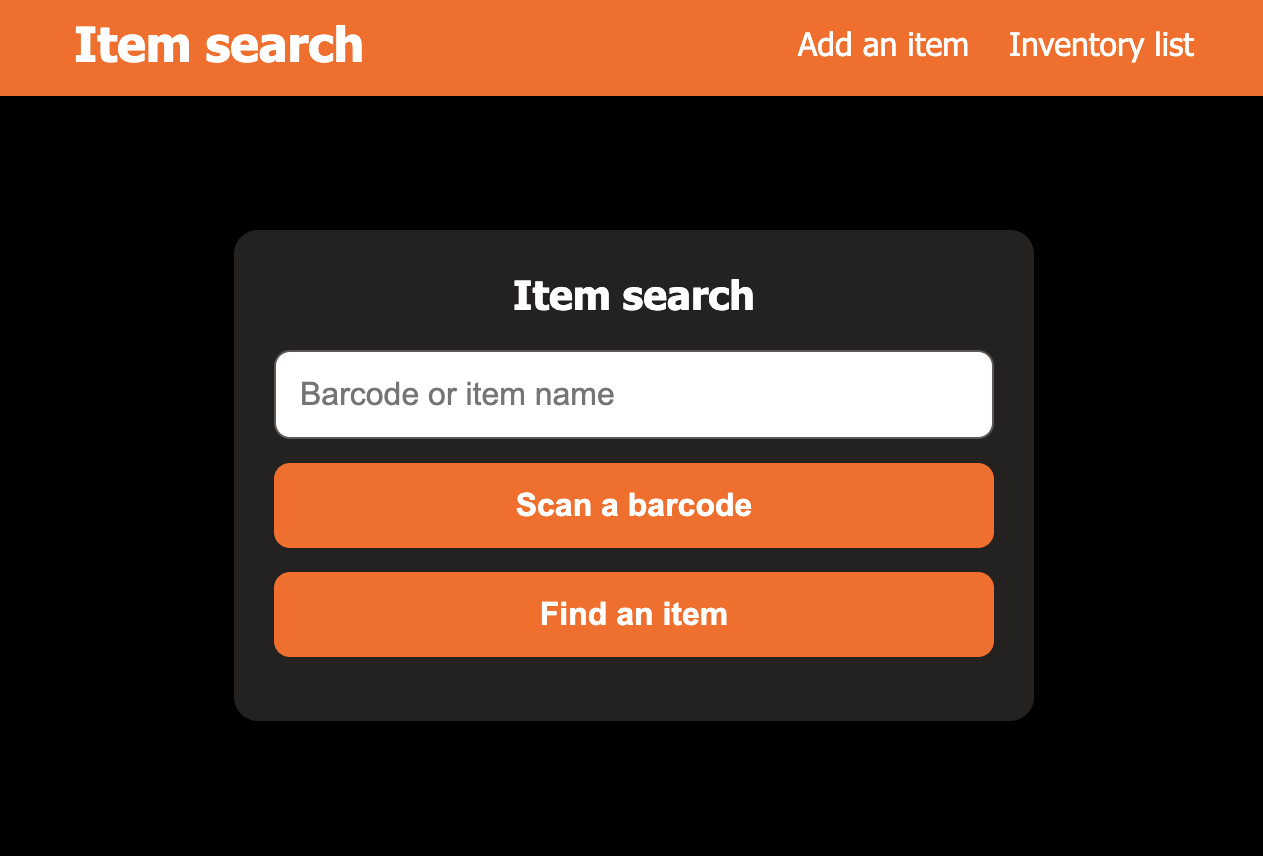 Item search
Add an item
Inventory list
Item search
Barcode or item name
Scan a barcode
Find an item